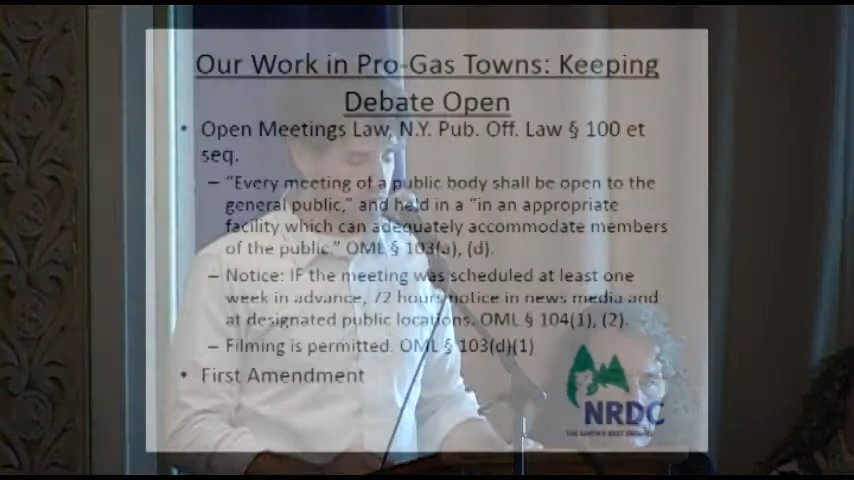 Our Work in Pro-Gas Towns: Keeping
Debate Open
• Open Meetings Law, N.Y. Pub. Off. Law § 100 et
seq.
– “Every meeting of a public body shall be open to the
general public,” and held in a “in an appropriate
facility which can adequately accommodate members
of the public.” OML § 103(a), (d).
– Notice: IF the meeting was scheduled at least one
week in advance, 72 hours notice in news media and
at designated public locations. OML § 104(1), (2).
– Filming is permitted. OML § 103(d)(1)
• First Amendment
NRDC
THE EARTH'S BEST DEFENSE